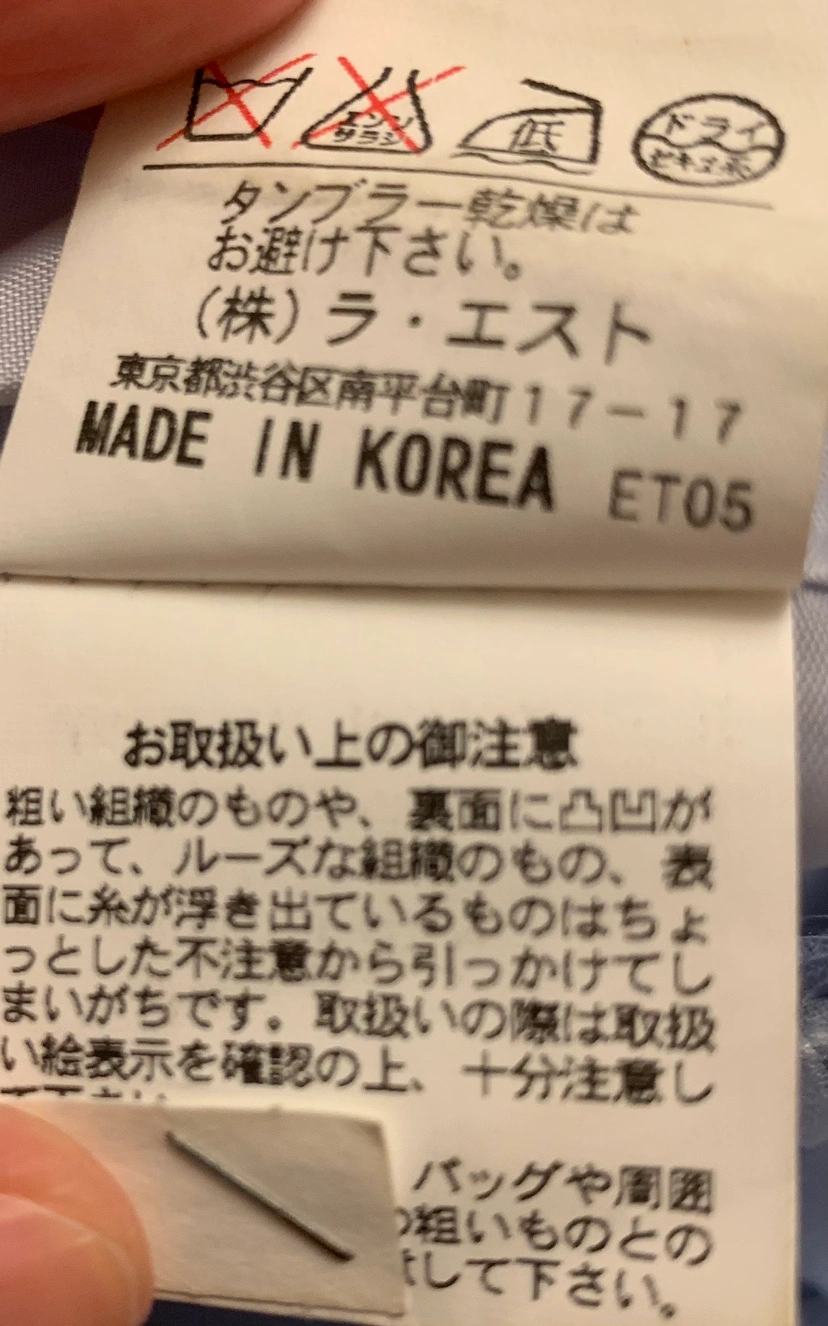 エンソ
サラシ
低
ドライ
セキユ系
タンブラー乾燥は
お避け下さい。
(株)ラ・エスト
東京都渋谷区南平台町17-17
MADE IN KOREA ET05
お取扱い上の御注意
粗い組織のものや、裏面に凸凹が
あって、ルーズな組織のもの、表
面に糸が浮き出ているものはちょ
っとした不注意から引っかけてし
まいがちです。取扱いの際は取扱
い絵表示を確認の上、十分注意し
て下さい。
バッグや周囲
の粗いものとの
して下さい。